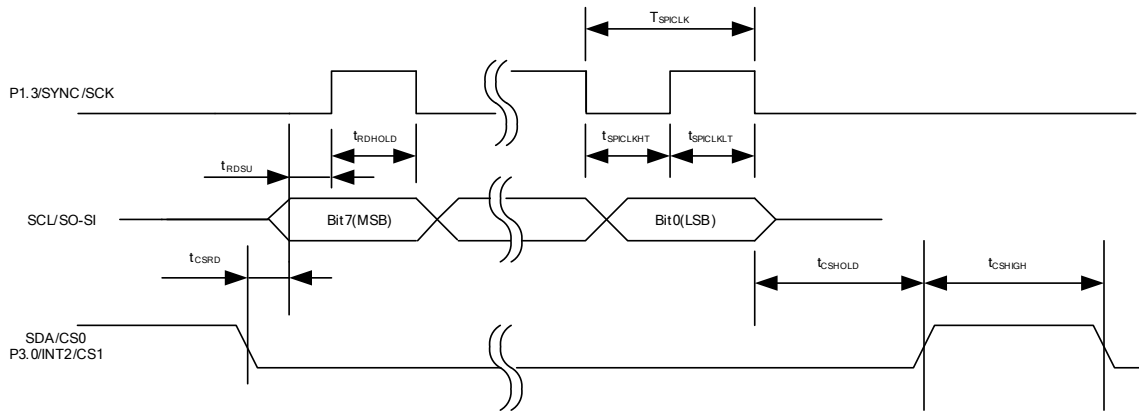 TSPICLK
P1.3/SYNC/SCK
tRDHOLD
tSPICLKHT
tSPICLKLT
tRDSU
SCL/SO-SI
Bit7(MSB)
Bit0(LSB)
tCSRD
tCSHOLD
tCSHIGH
SDA/CS0
P3.0/INT2/CS1